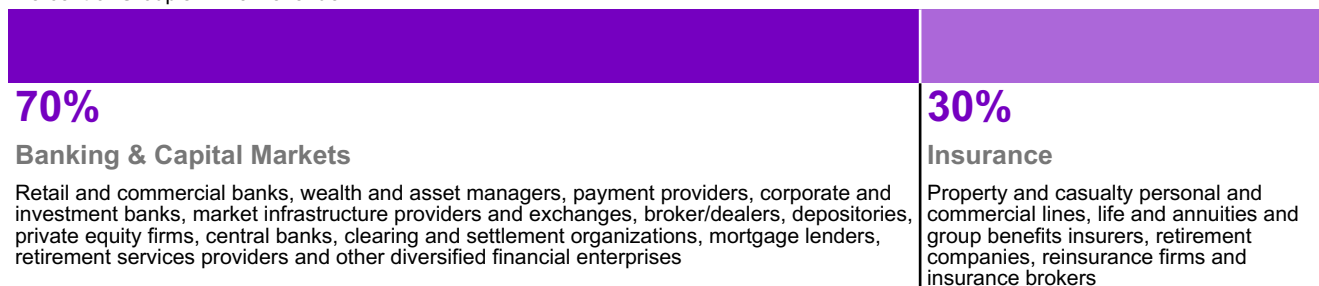 70%
Banking & Capital Markets
Retail and commercial banks, wealth and asset managers, payment providers, corporate and
investment banks, market infrastructure providers and exchanges, broker/dealers, depositories,
private equity firms, central banks, clearing and settlement organizations, mortgage lenders,
retirement services providers and other diversified financial enterprises
30%
Insurance
Property and casualty personal and
commercial lines, life and annuities and
group benefits insurers, retirement
companies, reinsurance firms and
insurance brokers